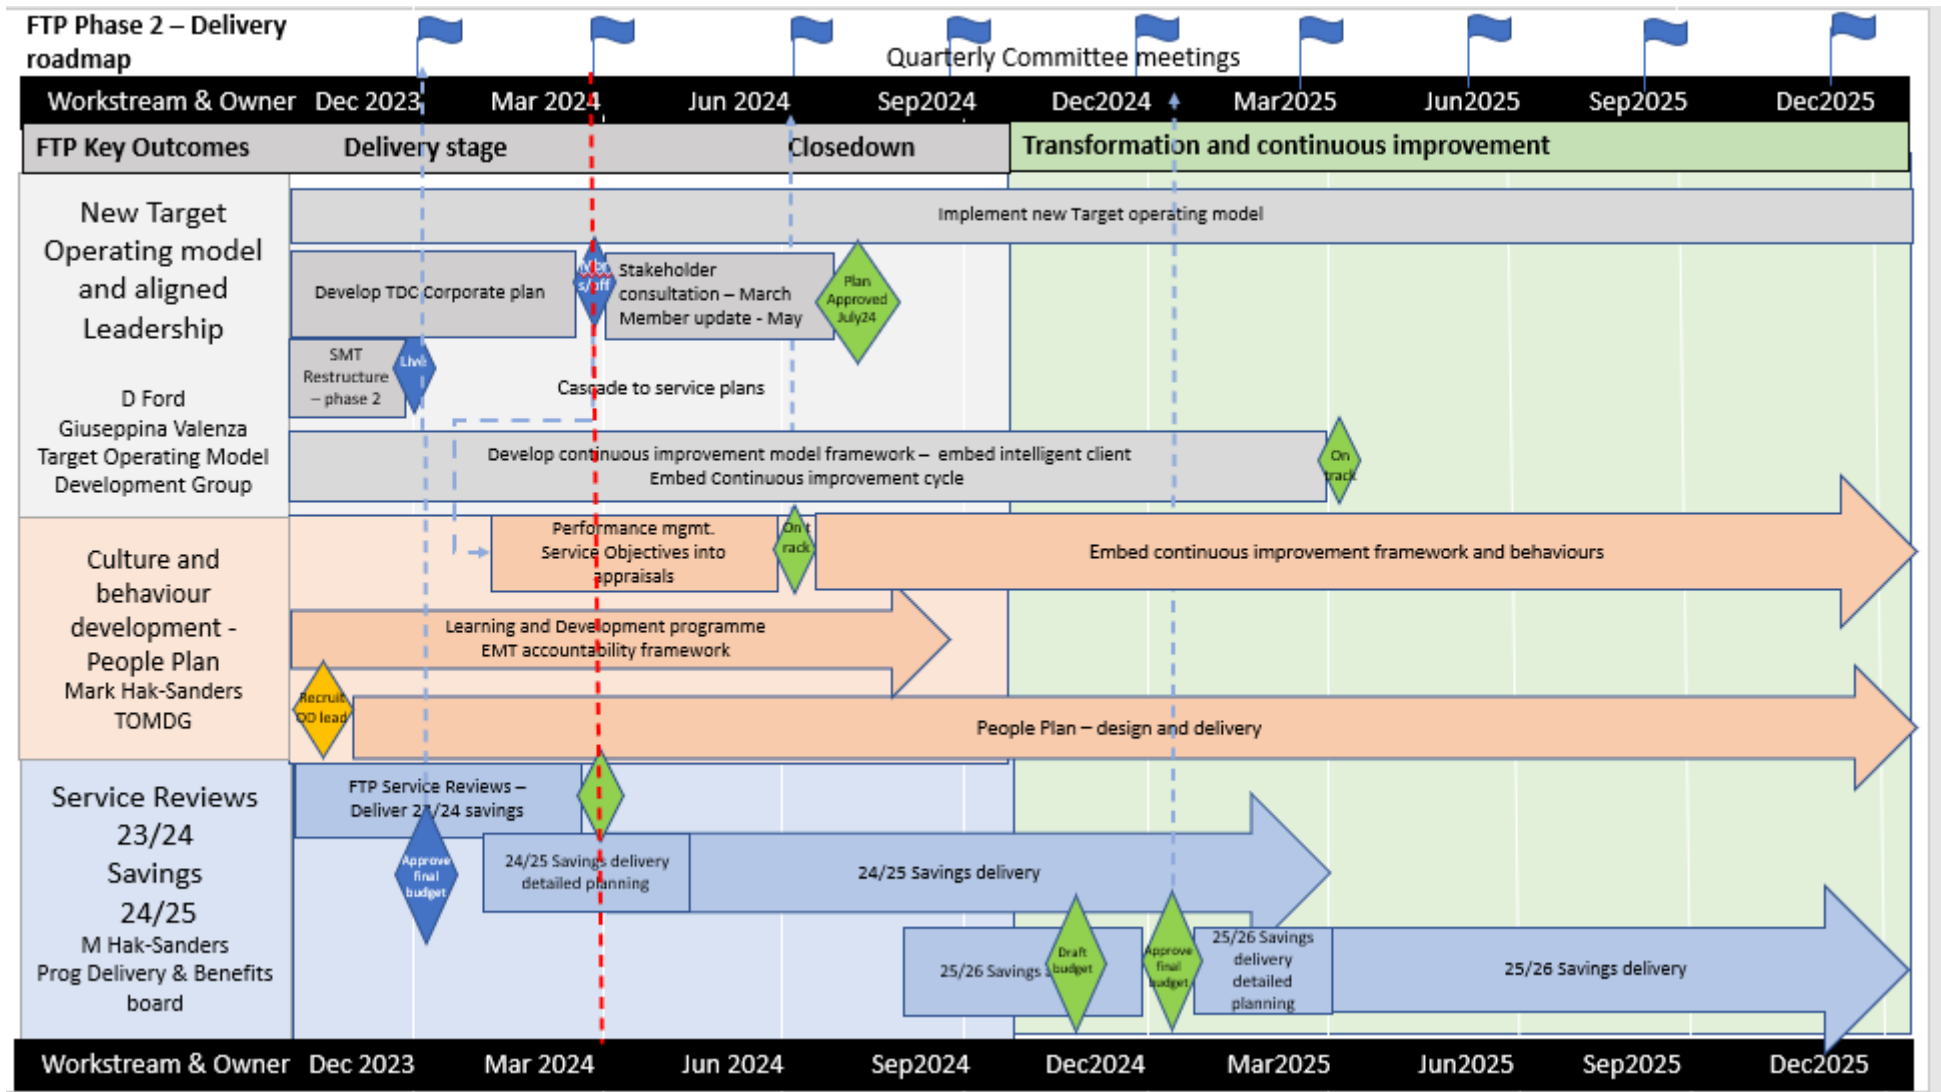 FTP Phase 2 – Delivery
roadmap
Quarterly Committee meetings
Workstream & Owner Dec 2023 Mar 2024 Jun 2024 Sep2024 Dec2024 Mar2025 Jun2025 Sep2025 Dec2025
FTP Key Outcomes Delivery stage Closedown Transformation and continuous improvement
New Target
Operating model
and aligned
Leadership
D Ford
Giuseppina Valenza
Target Operating Model
Development Group
Implement new Target operating model
Develop TDC Corporate plan
Stakeholder
consultation – March
Member update - May
Plan
Approved
July24
SMT
Restructure
– phase 2
Live
Cascade to service plans
Develop continuous improvement model framework – embed intelligent client
Embed Continuous improvement cycle
On
track
Culture and
behaviour
development -
People Plan
Mark Hak-Sanders
TOMDG
Performance mgmt.
Service Objectives into
appraisals
On t
rack
Embed continuous improvement framework and behaviours
Learning and Development programme
EMT accountability framework
Recruit
OD lead
People Plan – design and delivery
Service Reviews
23/24
Savings
24/25
M Hak-Sanders
Prog Delivery & Benefits
board
FTP Service Reviews –
Deliver 23/24 savings
Approve
final
budget
24/25 Savings delivery
detailed planning
24/25 Savings delivery
25/26 Savings
Draft
budget
Approve
final
budget
25/26 Savings
delivery
detailed
planning
25/26 Savings delivery
Workstream & Owner Dec 2023 Mar 2024 Jun 2024 Sep2024 Dec2024 Mar2025 Jun2025 Sep2025 Dec2025